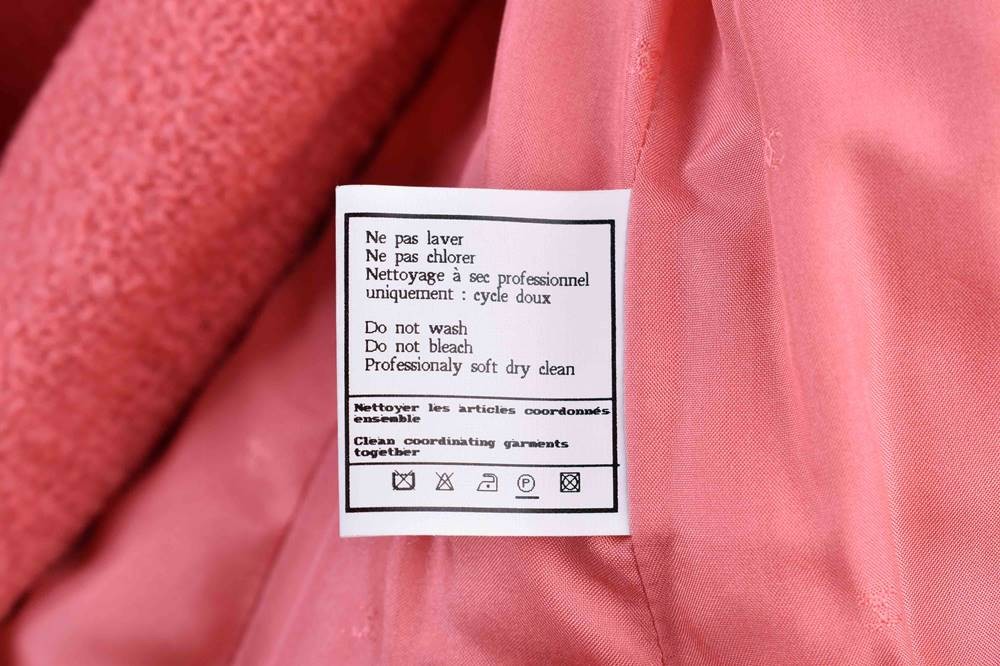 Ne pas laver
Ne pas chlorer
Nettoyage à sec professionnel
uniquement : cycle doux
Do not wash
Do not bleach
Professionaly soft dry clean
Nettoyer les articles coordonnés
ensemble
Clean coordinating garments
together
P